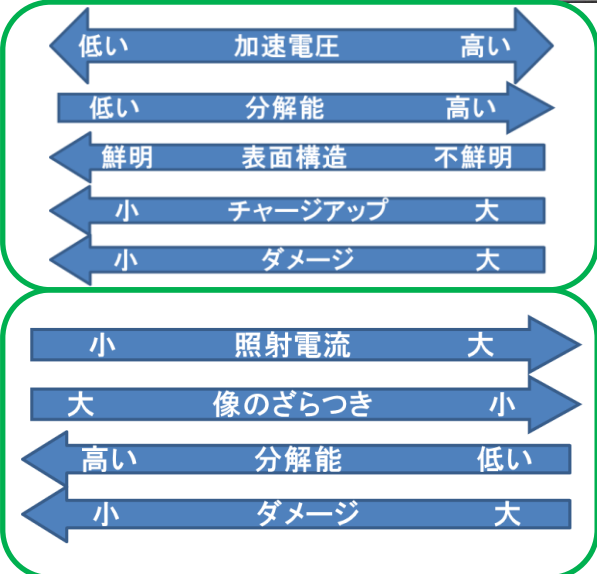 低い 加速電圧 高い
低い 分解能 高い
鮮明 表面構造 不鮮明
小 チャージアップ 大
小 ダメージ 大
小 照射電流 大
大 像のざらつき 小
高い 分解能 低い
小 ダメージ 大